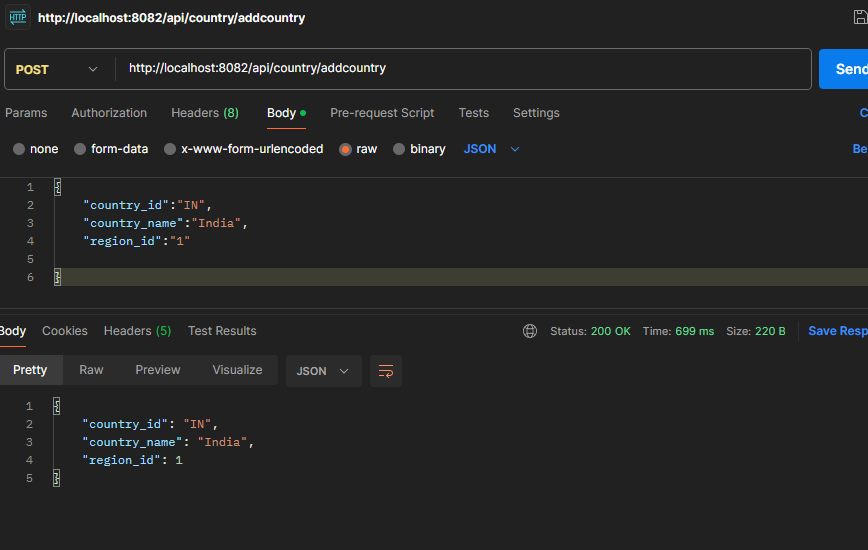 HTTP http://localhost:8082/api/country/addcountry
POST http://localhost:8082/api/country/addcountry Send
Params Authorization Headers (8) Body Pre-request Script Tests Settings C
none form-data x-www-form-urlencoded raw binary JSON Be
1 {
2 "country_id":"IN",
3 "country_name":"India",
4 "region_id":"1"
5
6 }
Body Cookies Headers (5) Test Results Status: 200 OK Time: 699 ms Size: 220 B Save Resp
Pretty Raw Preview Visualize JSON
1 {
2 "country_id": "IN",
3 "country_name": "India",
4 "region_id": 1
5 }